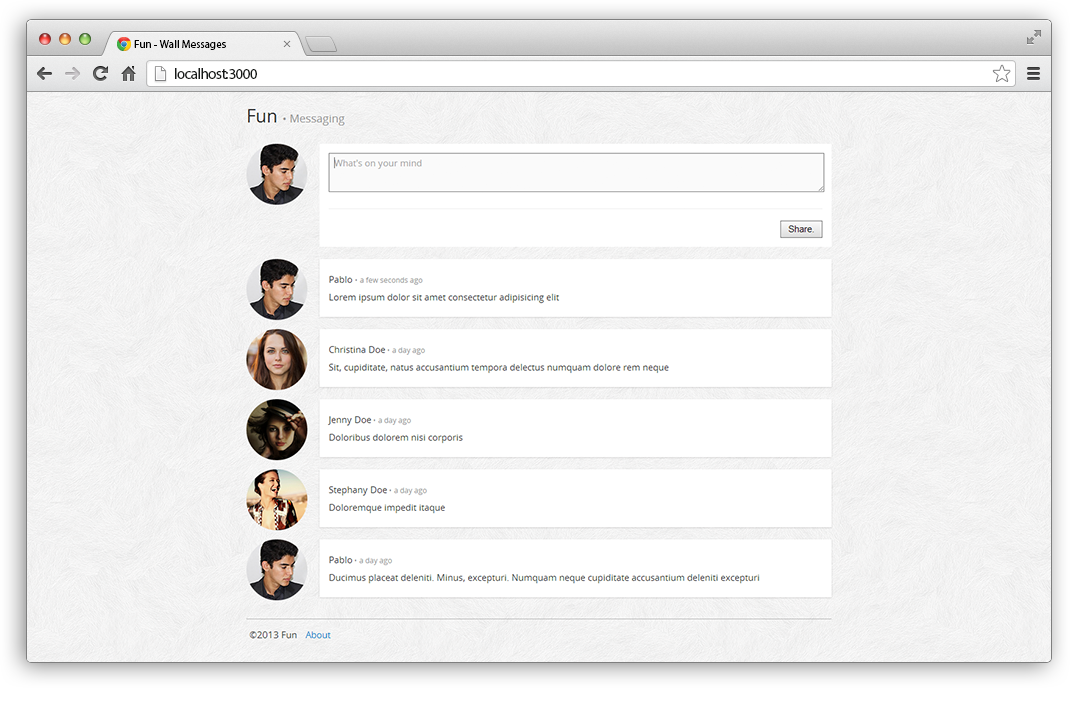 Fun - Wall Messages
localhost:3000
Fun • Messaging
What's on your mind
Share.
Pablo • a few seconds ago
Lorem ipsum dolor sit amet consectetur adipisicing elit
Christina Doe • a day ago
Sit, cupiditate, natus accusantium tempora delectus numquam dolore rem neque
Jenny Doe • a day ago
Doloribus dolorem nisi corporis
Stephany Doe • a day ago
Doloremque impedit itaque
Pablo • a day ago
Ducimus placeat deleniti. Minus, excepturi. Numquam neque cupiditate accusantium deleniti excepturi
©2013 Fun About